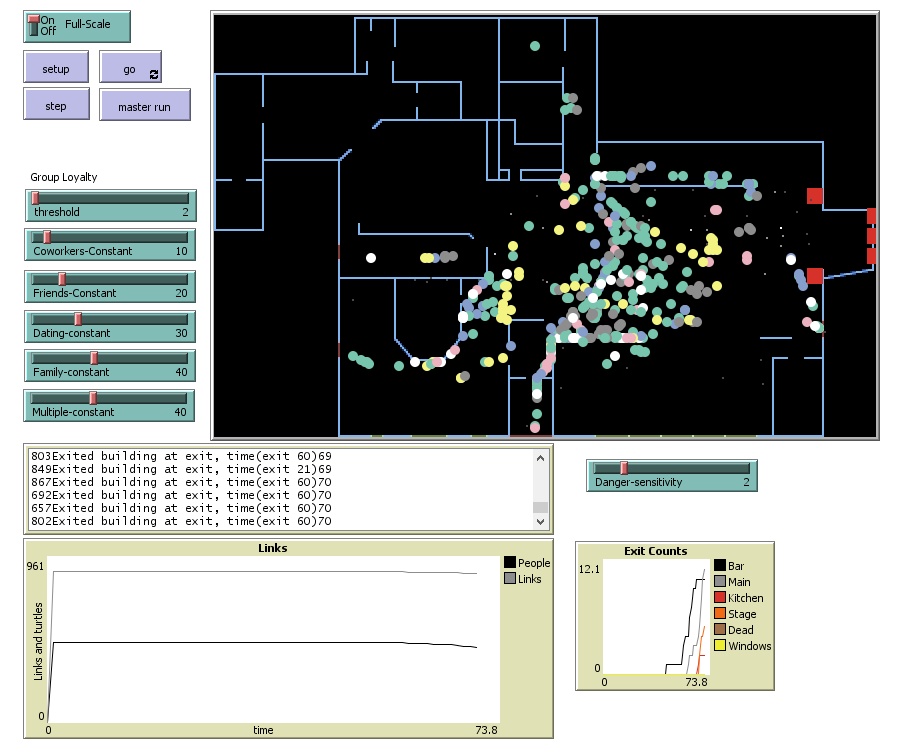 On
Off
Full-Scale
setup
go
step
master run
Group Loyalty
threshold 2
Coworkers-Constant 10
Friends-Constant 20
Dating-constant 30
Family-constant 40
Multiple-constant 40
803Exited building at exit, time(exit 60)69
849Exited building at exit, time(exit 21)69
867Exited building at exit, time(exit 60)70
692Exited building at exit, time(exit 60)70
657Exited building at exit, time(exit 60)70
802Exited building at exit, time(exit 60)70
Danger-sensitivity 2
Links
961
Links and turtles
0
0
time
73.8
People
Links
Exit Counts
12.1
0
0
73.8
Bar
Main
Kitchen
Stage
Dead
Windows